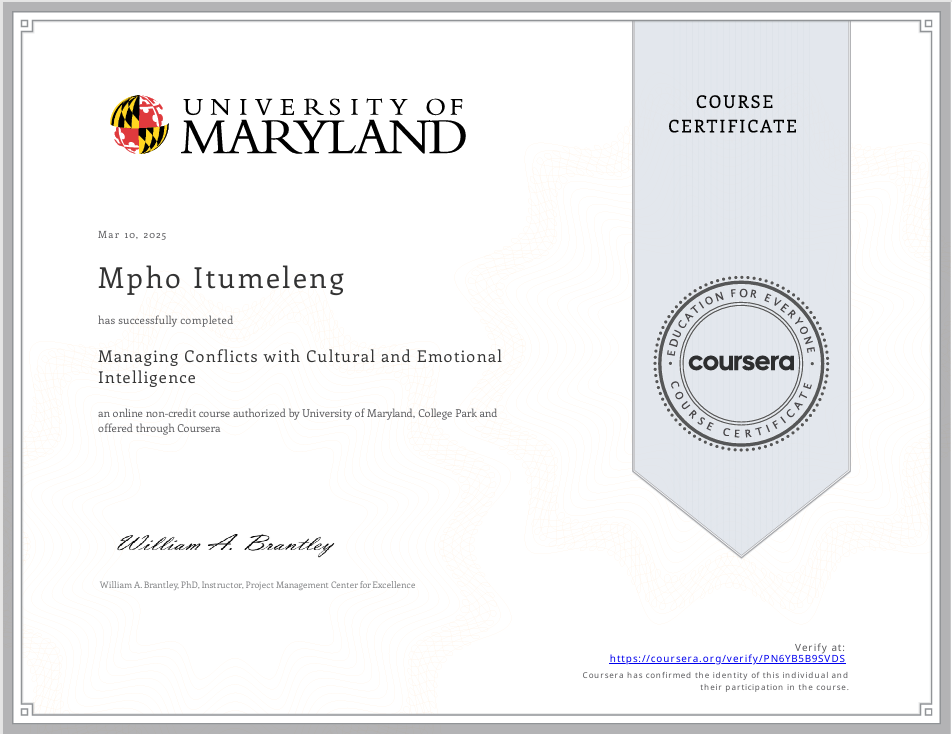 UNIVERSITY OF
MARYLAND
COURSE
CERTIFICATE
Mar 10, 2025
Mpho Itumeleng
has successfully completed
Managing Conflicts with Cultural and Emotional
Intelligence
an online non-credit course authorized by University of Maryland, College Park and
offered through Coursera
EDUCATION FOR EVERYONE
coursera
COURSE CERTIFICATE
William A. Brantley
William A. Brantley, PhD, Instructor, Project Management Center for Excellence
Verify at:
https://coursera.org/verify/PN6YB5B9SVDS
Coursera has confirmed the identity of this individual and
their participation in the course.